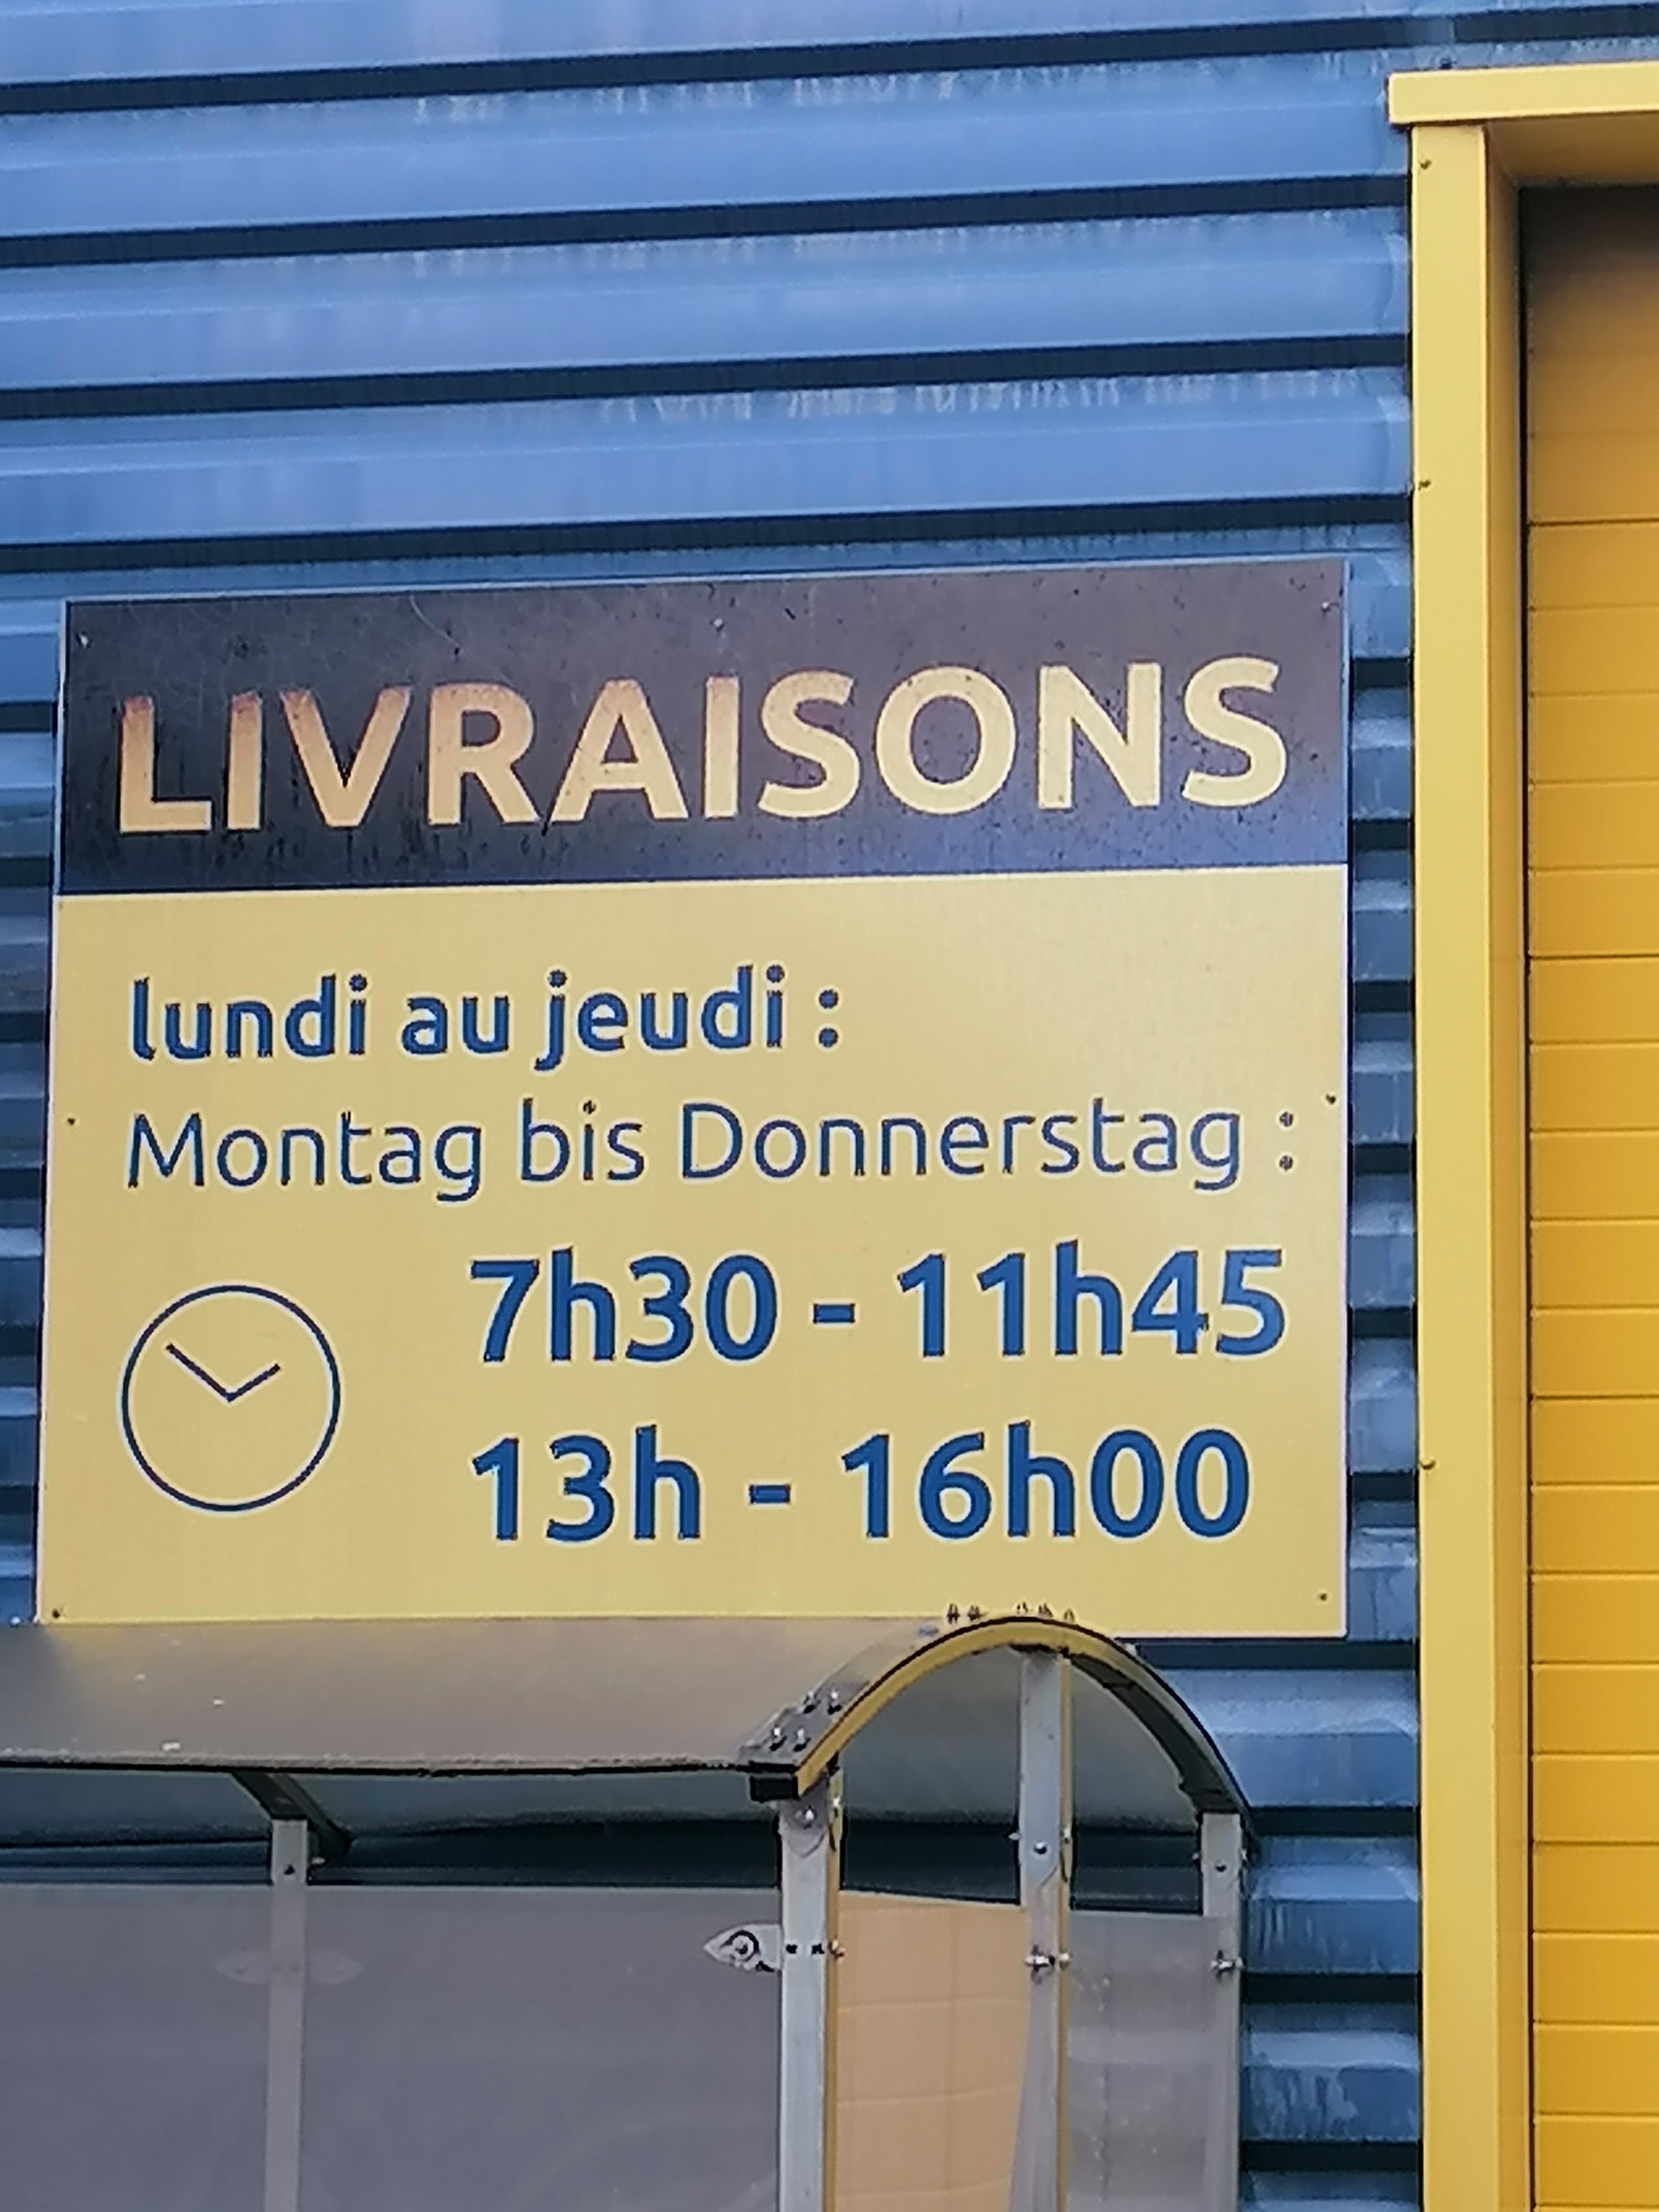 LIVRAISONS
lundi au jeudi :
Montag bis Donnerstag :
7h30 - 11h45
13h - 16h00